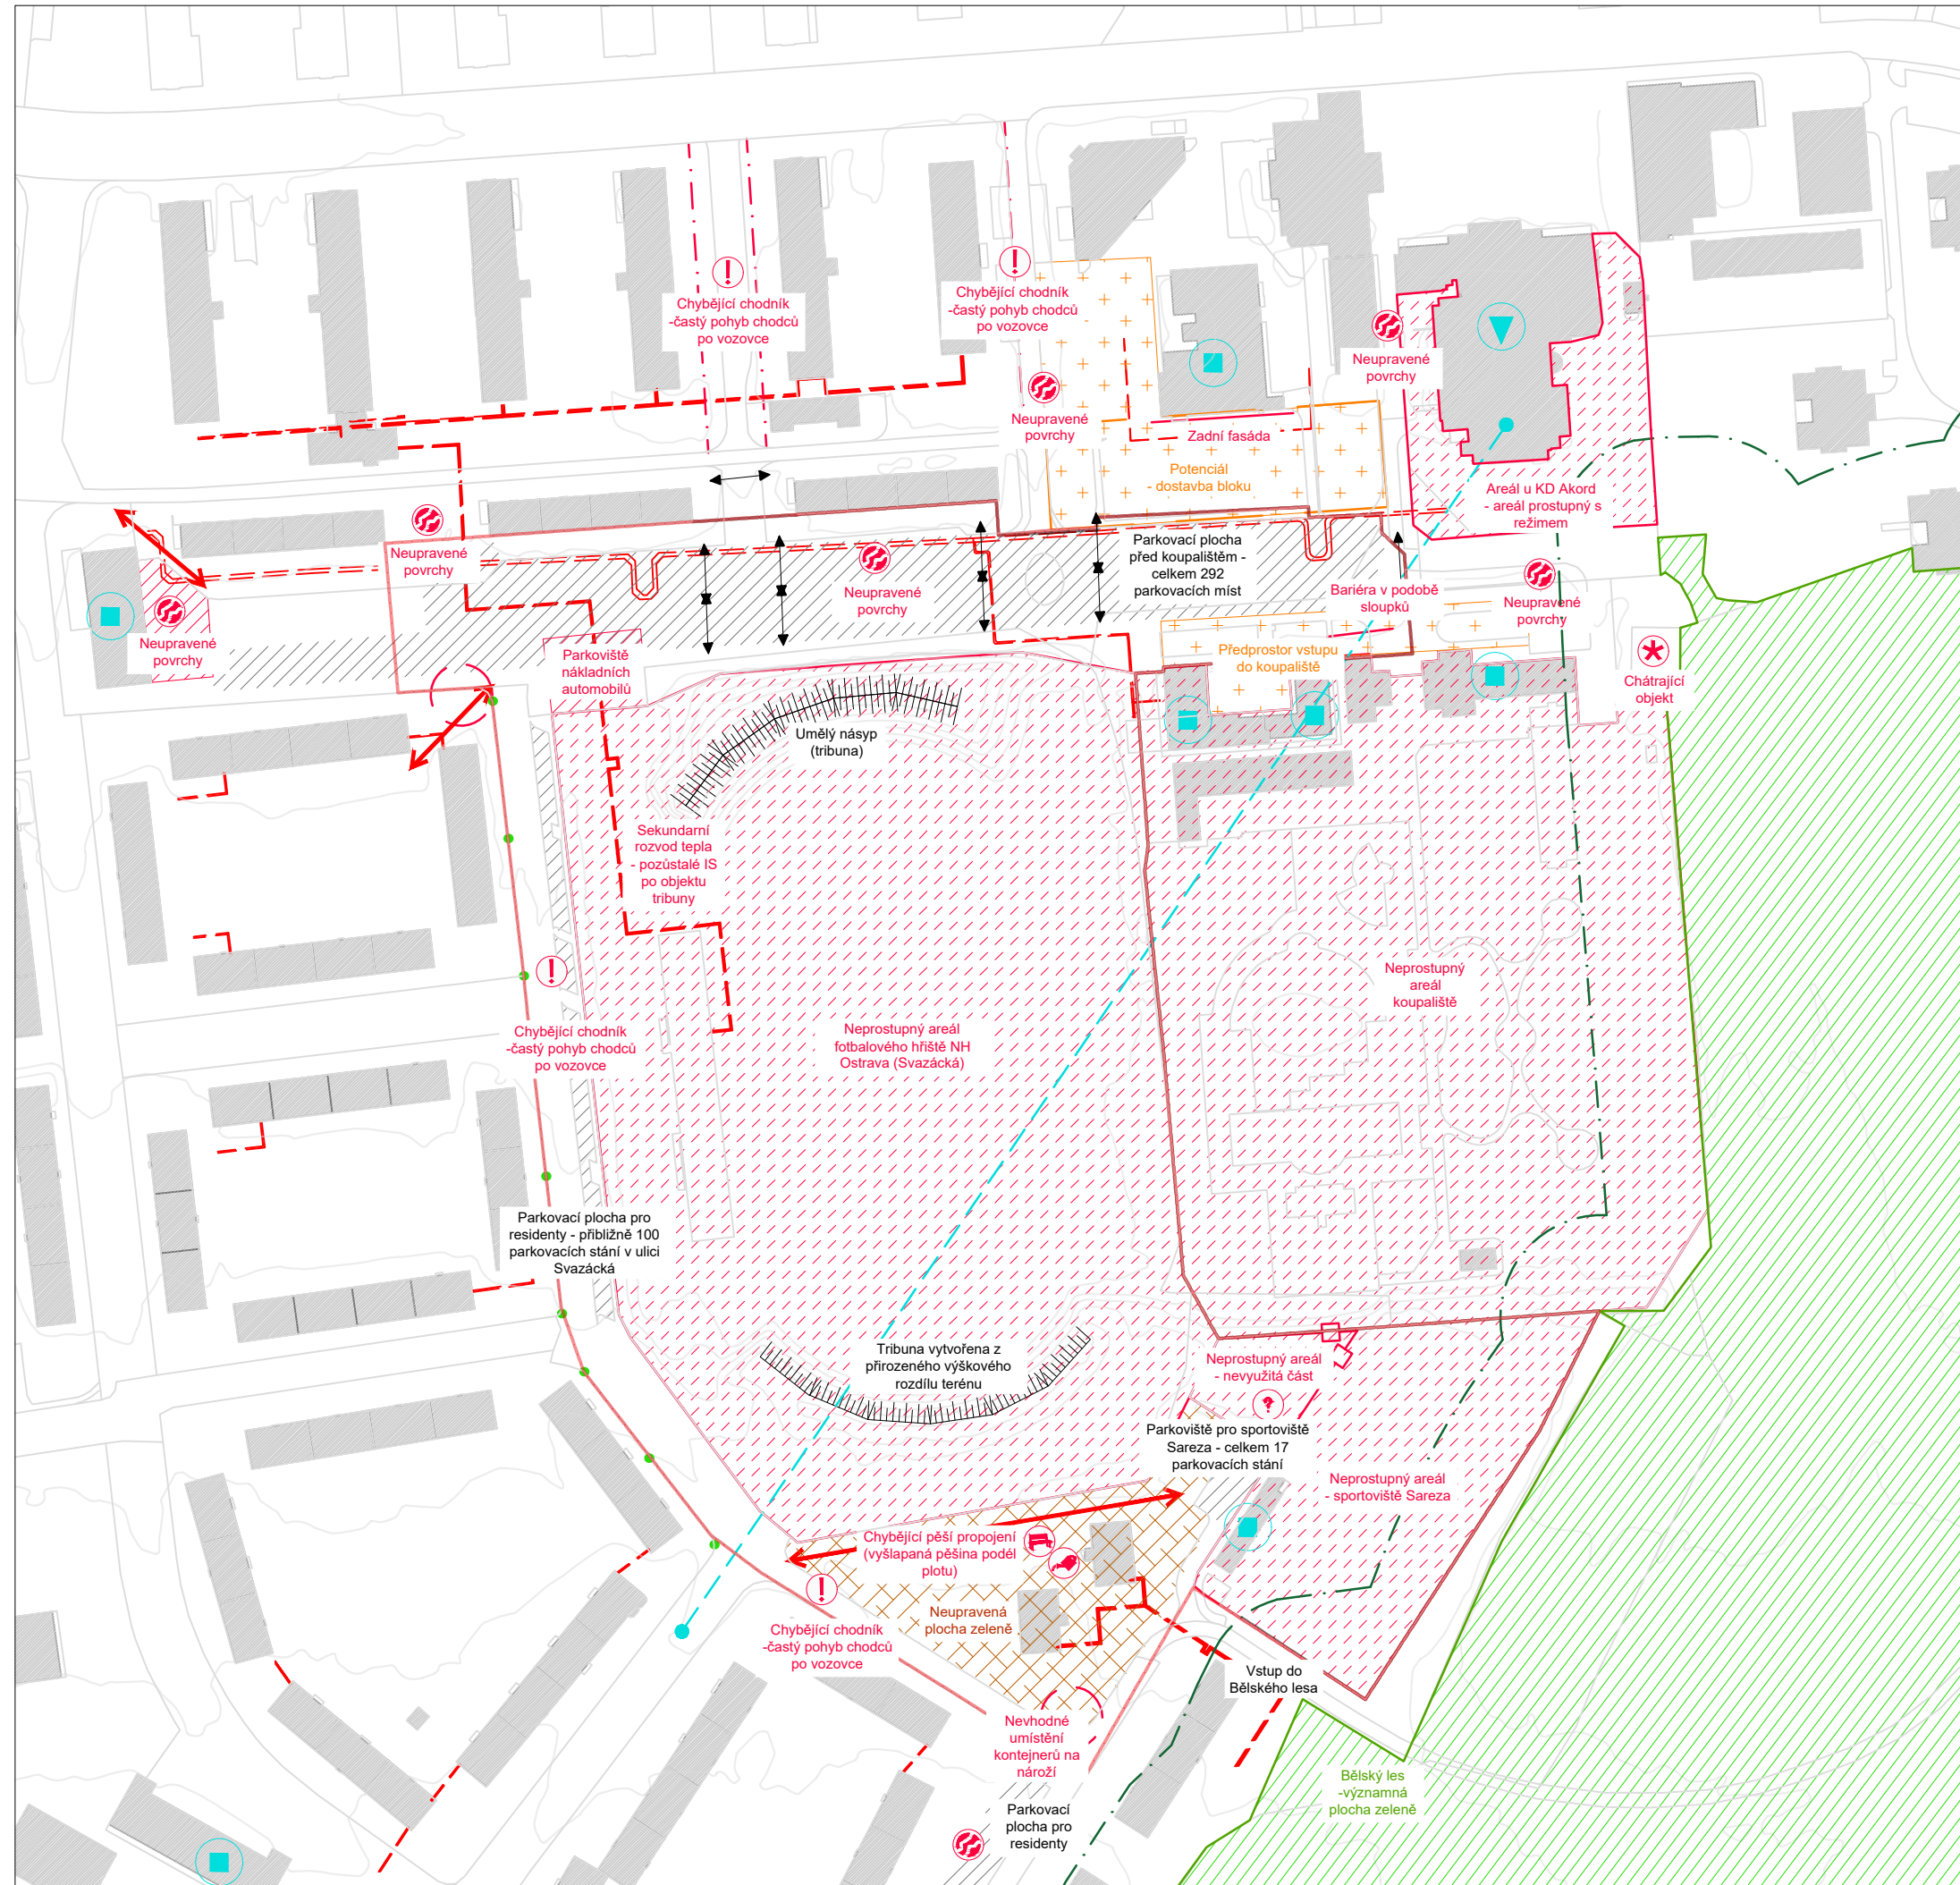 Chybějící chodník
-častý pohyb chodců
po vozovce
Chybějící chodník
-častý pohyb chodců
po vozovce
Neupravené
povrchy
Neupravené
povrchy
Zadní fasáda
Potenciál
- dostavba bloku
Areál u KD Akord
- areál prostupný s
režimem
Neupravené
povrchy
Neupravené
povrchy
Parkovací plocha
před koupalištěm -
celkem 292
parkovacích míst
Bariéra v podobě
sloupků
Neupravené
povrchy
Neupravené
povrchy
Parkoviště
nákladních
automobilů
Předprostor vstupu
do koupaliště
Chátrající
objekt
Umělý násyp
(tribuna)
Sekundarní
rozvod tepla
- pozůstalé IS
po objektu
tribuny
Neprostupný
areál
koupaliště
Chybějící chodník
-častý pohyb chodců
po vozovce
Neprostupný areál
fotbalového hřiště NH
Ostrava (Svazácká)
Parkovací plocha pro
residenty - přibližně 100
parkovacích stání v ulici
Svazácká
Tribuna vytvořena z
přirozeného výškového
rozdílu terénu
Neprostupný areál
- nevyužitá část
Parkoviště pro sportoviště
Sareza - celkem 17
parkovacích stání
Neprostupný areál
- sportoviště Sareza
Chybějící pěší propojení
(vyšlapaná pěšina podél
plotu)
Neupravená
plocha zeleně
Chybějící chodník
-častý pohyb chodců
po vozovce
Vstup do
Bělského lesa
Nevhodné
umístění
kontejnerů na
nároží
Bělský les
-významná
plocha zeleně
Parkovací
plocha pro
residenty